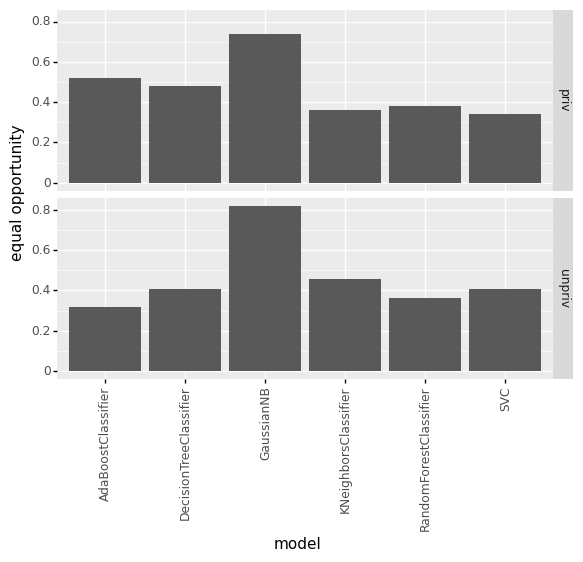 equal opportunity
0.8
0.6
0.4
0.2
0
priv
0.8
0.6
0.4
0.2
0
unpriv
AdaBoostClassifier
DecisionTreeClassifier
GaussianNB
KNeighborsClassifier
RandomForestClassifier
SVC
model